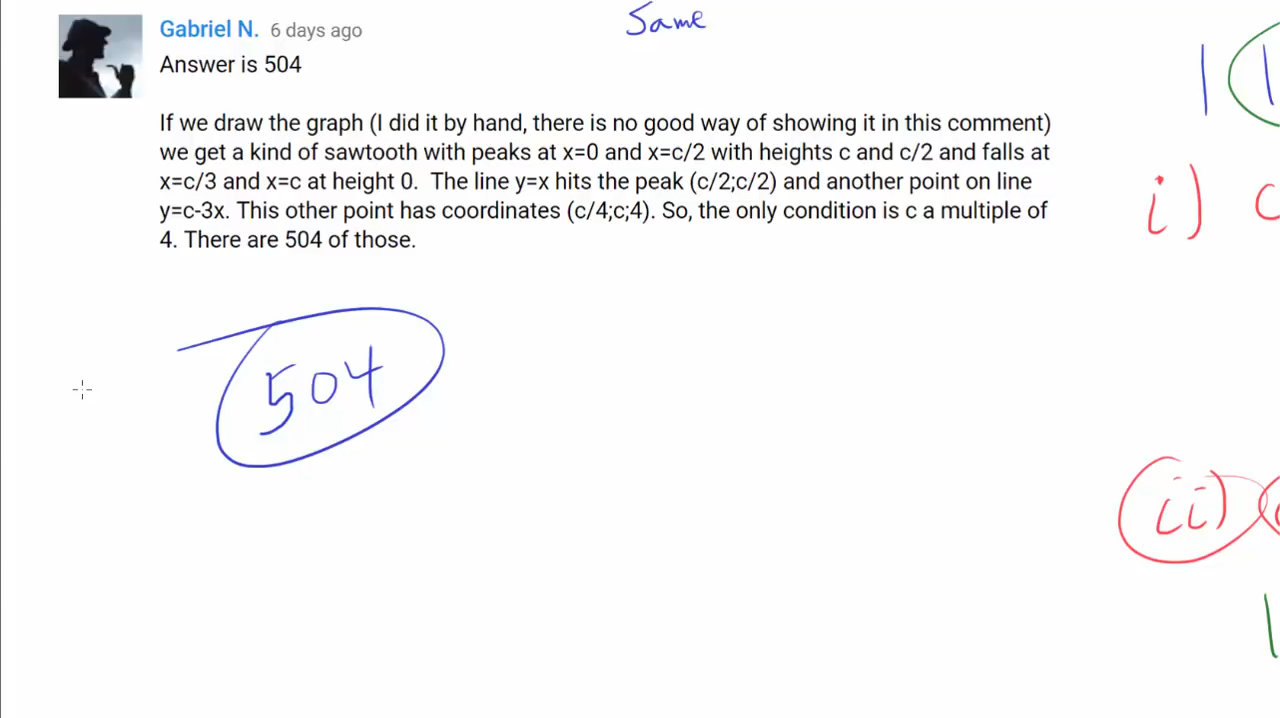 Same
Gabriel N. 6 days ago
Answer is 504
If we draw the graph (I did it by hand, there is no good way of showing it in this comment)
we get a kind of sawtooth with peaks at x=0 and x=c/2 with heights c and c/2 and falls at
x=c/3 and x=c at height 0. The line y=x hits the peak (c/2;c/2) and another point on line
y=c-3x. This other point has coordinates (c/4;c;4). So, the only condition is c a multiple of
4. There are 504 of those.
i) c
504
ii)